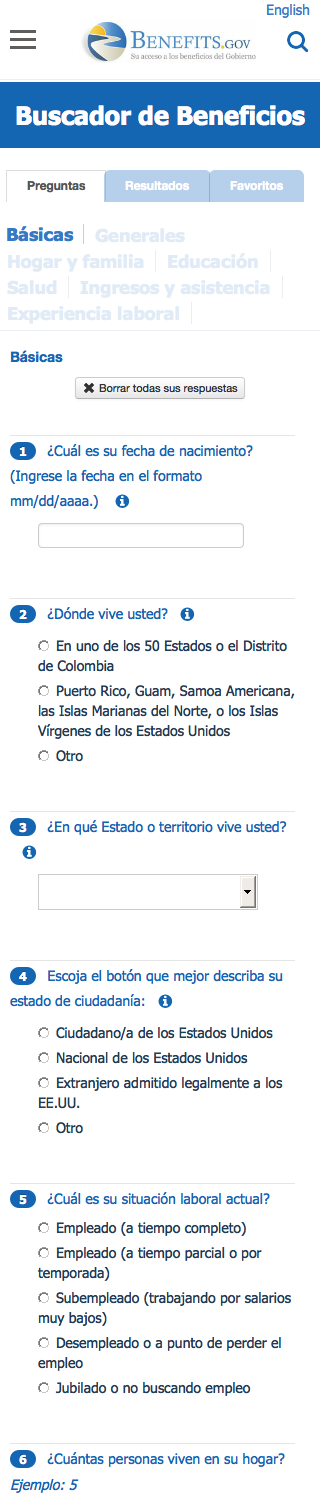 English
BENEFITS.GOV
Su acceso a los beneficios del Gobierno
Buscador de Beneficios
Preguntas Resultados Favoritos
Básicas Generales
Hogar y familia Educación
Salud Ingresos y asistencia
Experiencia laboral
Básicas
Borrar todas sus respuestas
1 ¿Cuál es su fecha de nacimiento?
(Ingrese la fecha en el formato
mm/dd/aaaa.)
2 ¿Dónde vive usted?
En uno de los 50 Estados o el Distrito
de Colombia
Puerto Rico, Guam, Samoa Americana,
las Islas Marianas del Norte, o los Islas
Vírgenes de los Estados Unidos
Otro
3 ¿En qué Estado o territorio vive usted?
4 Escoja el botón que mejor describa su
estado de ciudadanía:
Ciudadano/a de los Estados Unidos
Nacional de los Estados Unidos
Extranjero admitido legalmente a los
EE.UU.
Otro
5 ¿Cuál es su situación laboral actual?
Empleado (a tiempo completo)
Empleado (a tiempo parcial o por
temporada)
Subempleado (trabajando por salarios
muy bajos)
Desempleado o a punto de perder el
empleo
Jubilado o no buscando empleo
6 ¿Cuántas personas viven en su hogar?
Ejemplo: 5